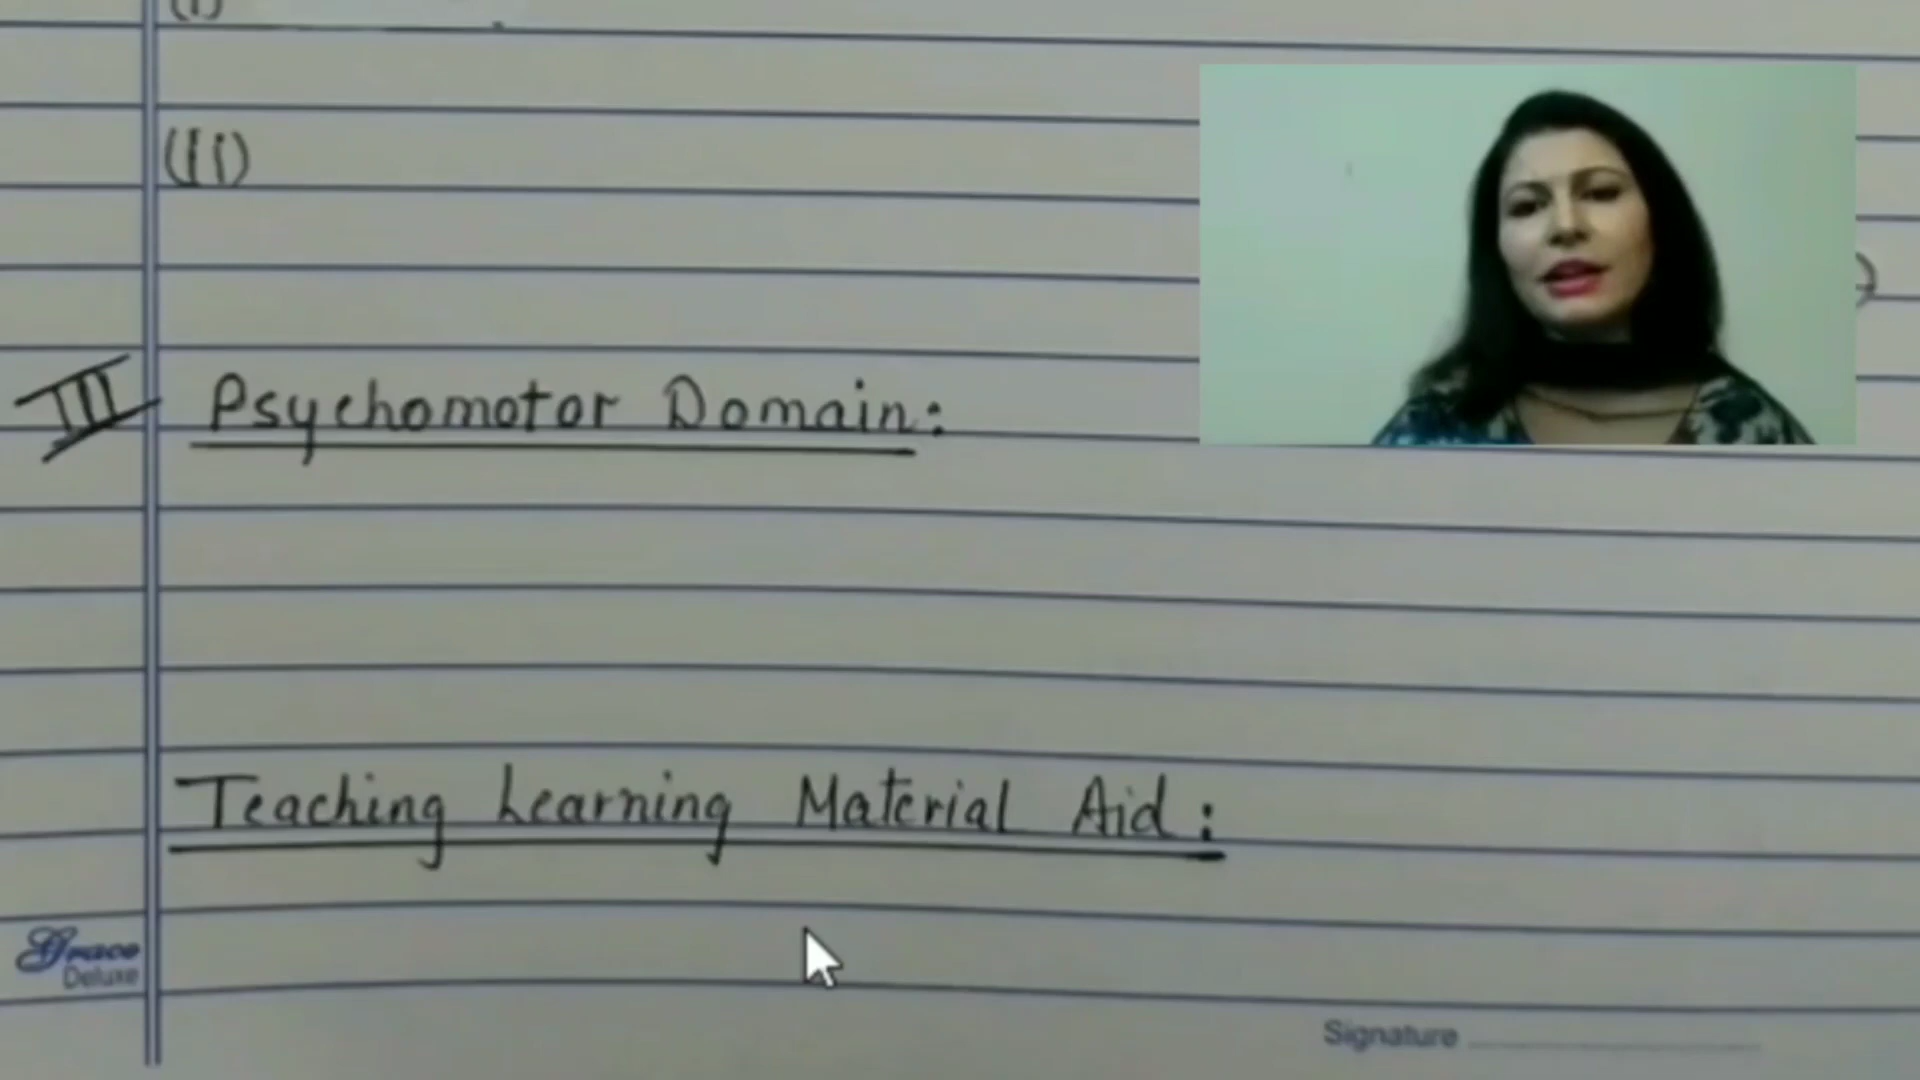 (i)
(ii)
III Psychomotor Domain:
Teaching Learning Material Aid:
Grace
Deluxe
Signature